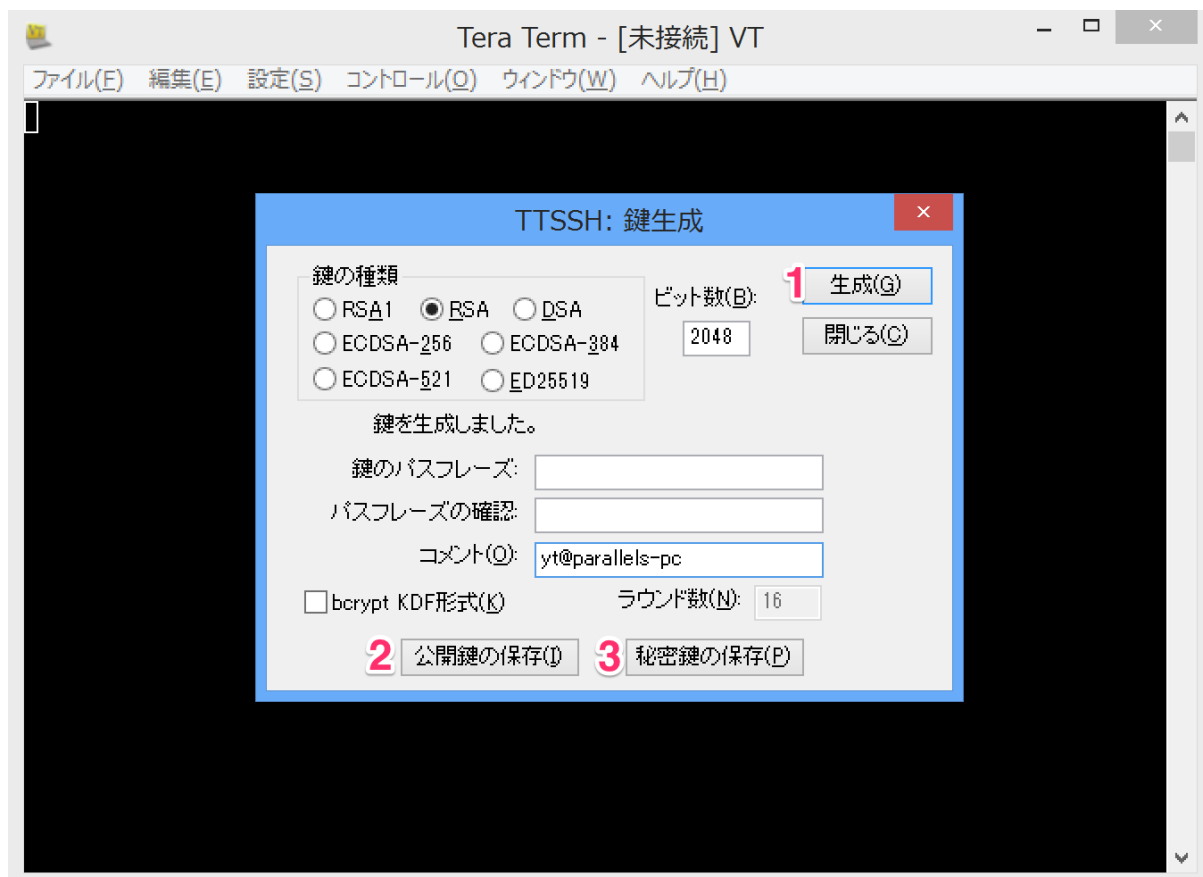 Tera Term - [未接続] VT
ファイル(F) 編集(E) 設定(S) コントロール(O) ウィンドウ(W) ヘルプ(H)
TTSSH: 鍵生成
鍵の種類
RSA1 RSA DSA
ECDSA-256 ECDSA-384
ECDSA-521 ED25519
ビット数(B):
2048
1 生成(G)
閉じる(C)
鍵を生成しました。
鍵のパスフレーズ:
パスフレーズの確認:
コメント(O): yt@parallels-pc
bcrypt KDF形式(K) ラウンド数(N): 16
2 公開鍵の保存(I) 3 秘密鍵の保存(P)